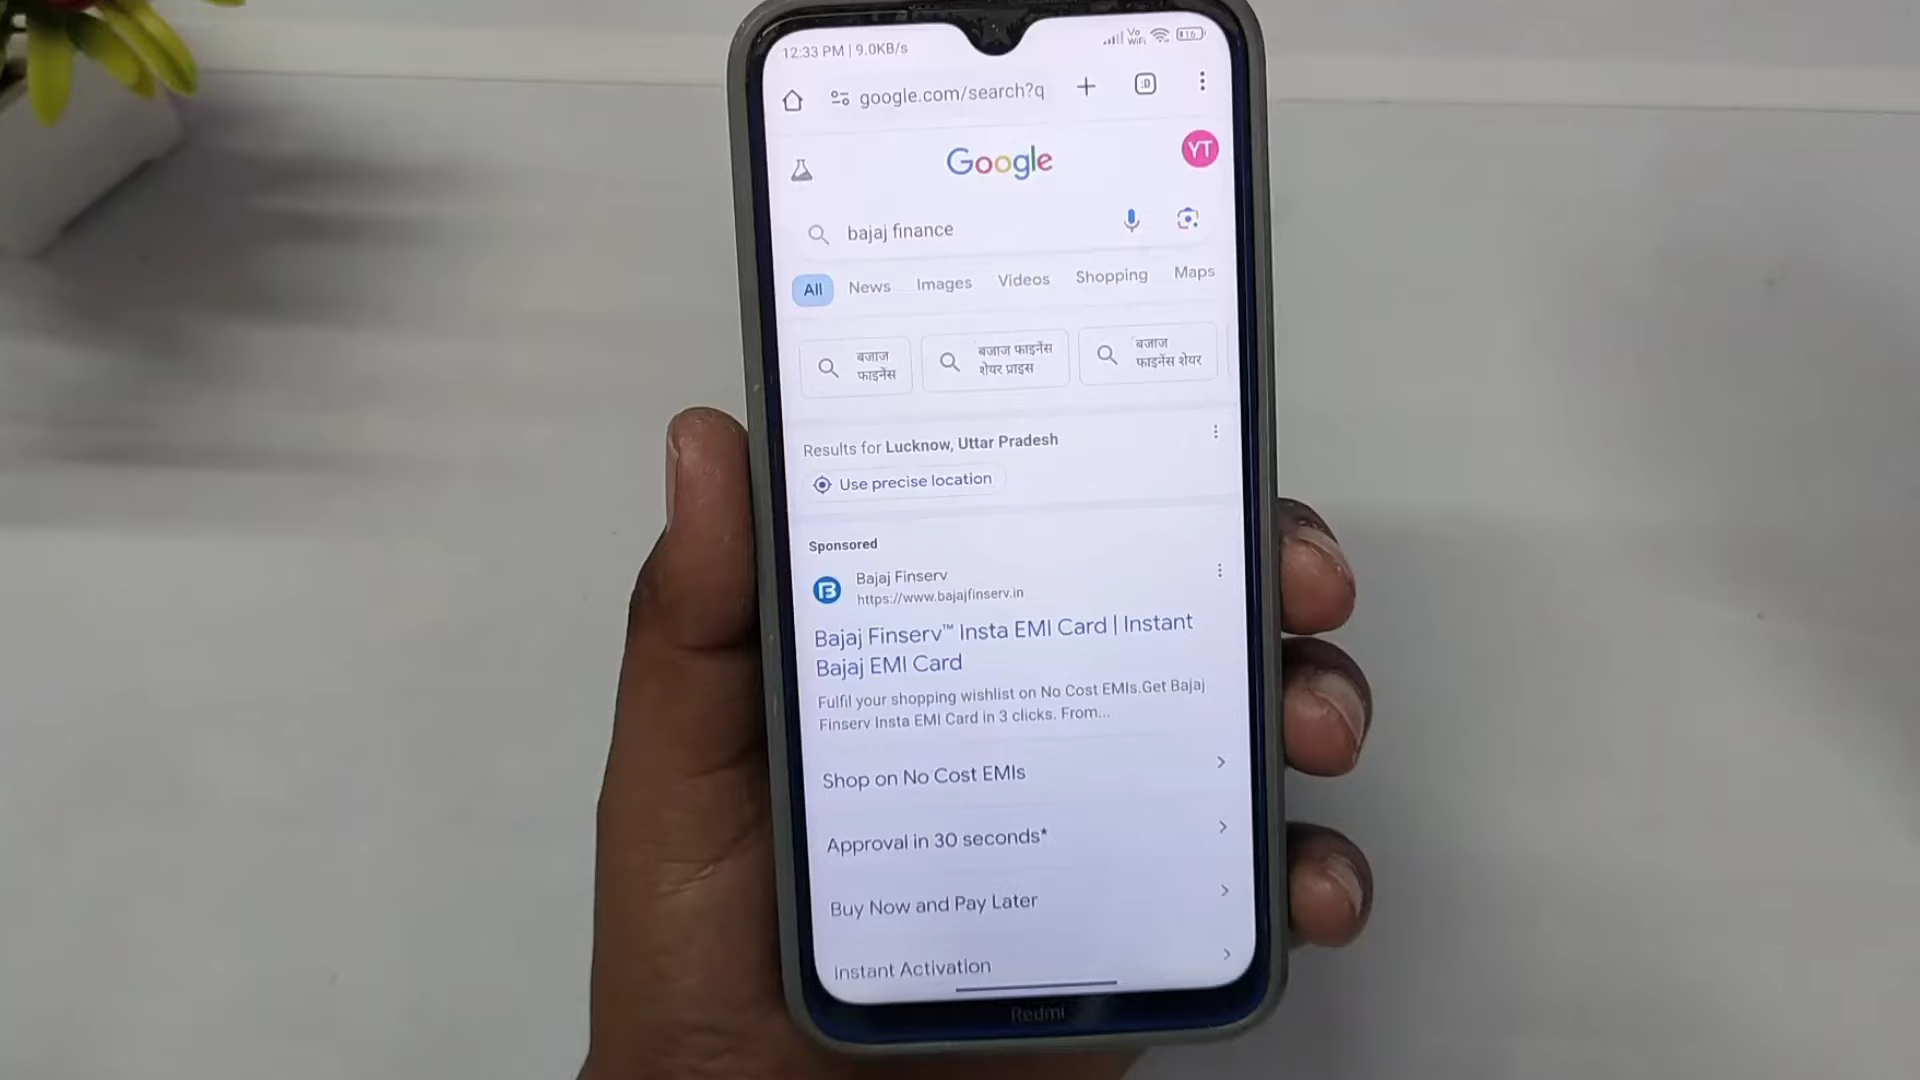 12:33 PM | 9.0KB/s
Vo
WiFi
16
google.com/search?q
:D
Google
YT
bajaj finance
All News Images Videos Shopping Maps
बजाज
फाइनेंस
बजाज फाइनेंस
शेयर प्राइस
बजाज
फाइनेंस शेयर
Results for Lucknow, Uttar Pradesh
Use precise location
Sponsored
Bajaj Finserv
https://www.bajajfinserv.in
Bajaj Finserv™ Insta EMI Card | Instant
Bajaj EMI Card
Fulfil your shopping wishlist on No Cost EMIs.Get Bajaj
Finserv Insta EMI Card in 3 clicks. From...
Shop on No Cost EMIs
Approval in 30 seconds*
Buy Now and Pay Later
Instant Activation
Redmi